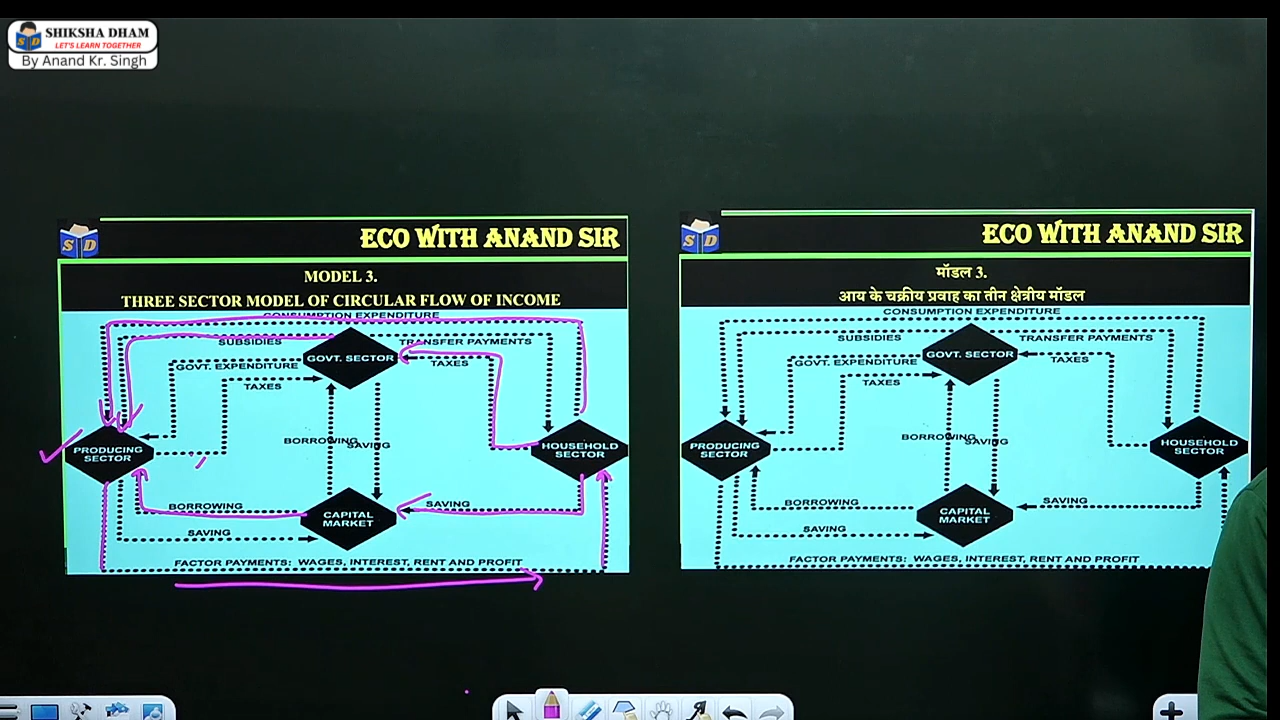 SHIKSHA DHAM
LET'S LEARN TOGETHER
By Anand Kr. Singh
S D
ECO WITH ANAND SIR
MODEL 3.
THREE SECTOR MODEL OF CIRCULAR FLOW OF INCOME
CONSUMPTION EXPENDITURE
SUBSIDIES
TRANSFER PAYMENTS
GOVT. SECTOR
GOVT. EXPENDITURE
TAXES
TAXES
BORROWING
SAVING
PRODUCING
SECTOR
HOUSEHOLD
SECTOR
BORROWING
SAVING
CAPITAL
MARKET
SAVING
FACTOR PAYMENTS: WAGES, INTEREST, RENT AND PROFIT
S D
ECO WITH ANAND SIR
मॉडल 3.
आय के चक्रीय प्रवाह का तीन क्षेत्रीय मॉडल
CONSUMPTION EXPENDITURE
SUBSIDIES
TRANSFER PAYMENTS
GOVT. SECTOR
GOVT. EXPENDITURE
TAXES
TAXES
BORROWING
SAVING
PRODUCING
SECTOR
HOUSEHOLD
SECTOR
BORROWING
SAVING
CAPITAL
MARKET
SAVING
FACTOR PAYMENTS: WAGES, INTEREST, RENT AND PROFIT